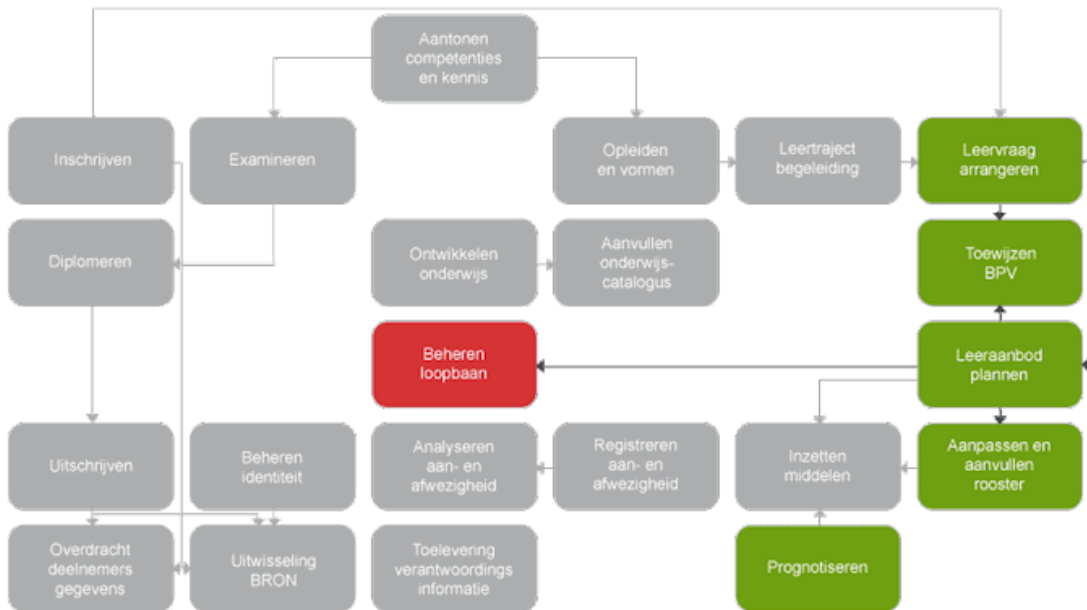 Aantonen
competenties
en kennis
Inschrijven
Examineren
Opleiden
en vormen
Leertraject
begeleiding
Leervraag
arrangeren
Diplomeren
Ontwikkelen
onderwijs
Aanvullen
onderwijs-
catalogus
Toewijzen
BPV
Beheren
loopbaan
Leeraanbod
plannen
Uitschrijven
Beheren
identiteit
Analyseren
aan- en
afwezigheid
Registreren
aan- en
afwezigheid
Inzetten
middelen
Aanpassen en
aanvullen
rooster
Overdracht
deelnemers
gegevens
Uitwisseling
BRON
Toelevering
verantwoordings
informatie
Prognotiseren